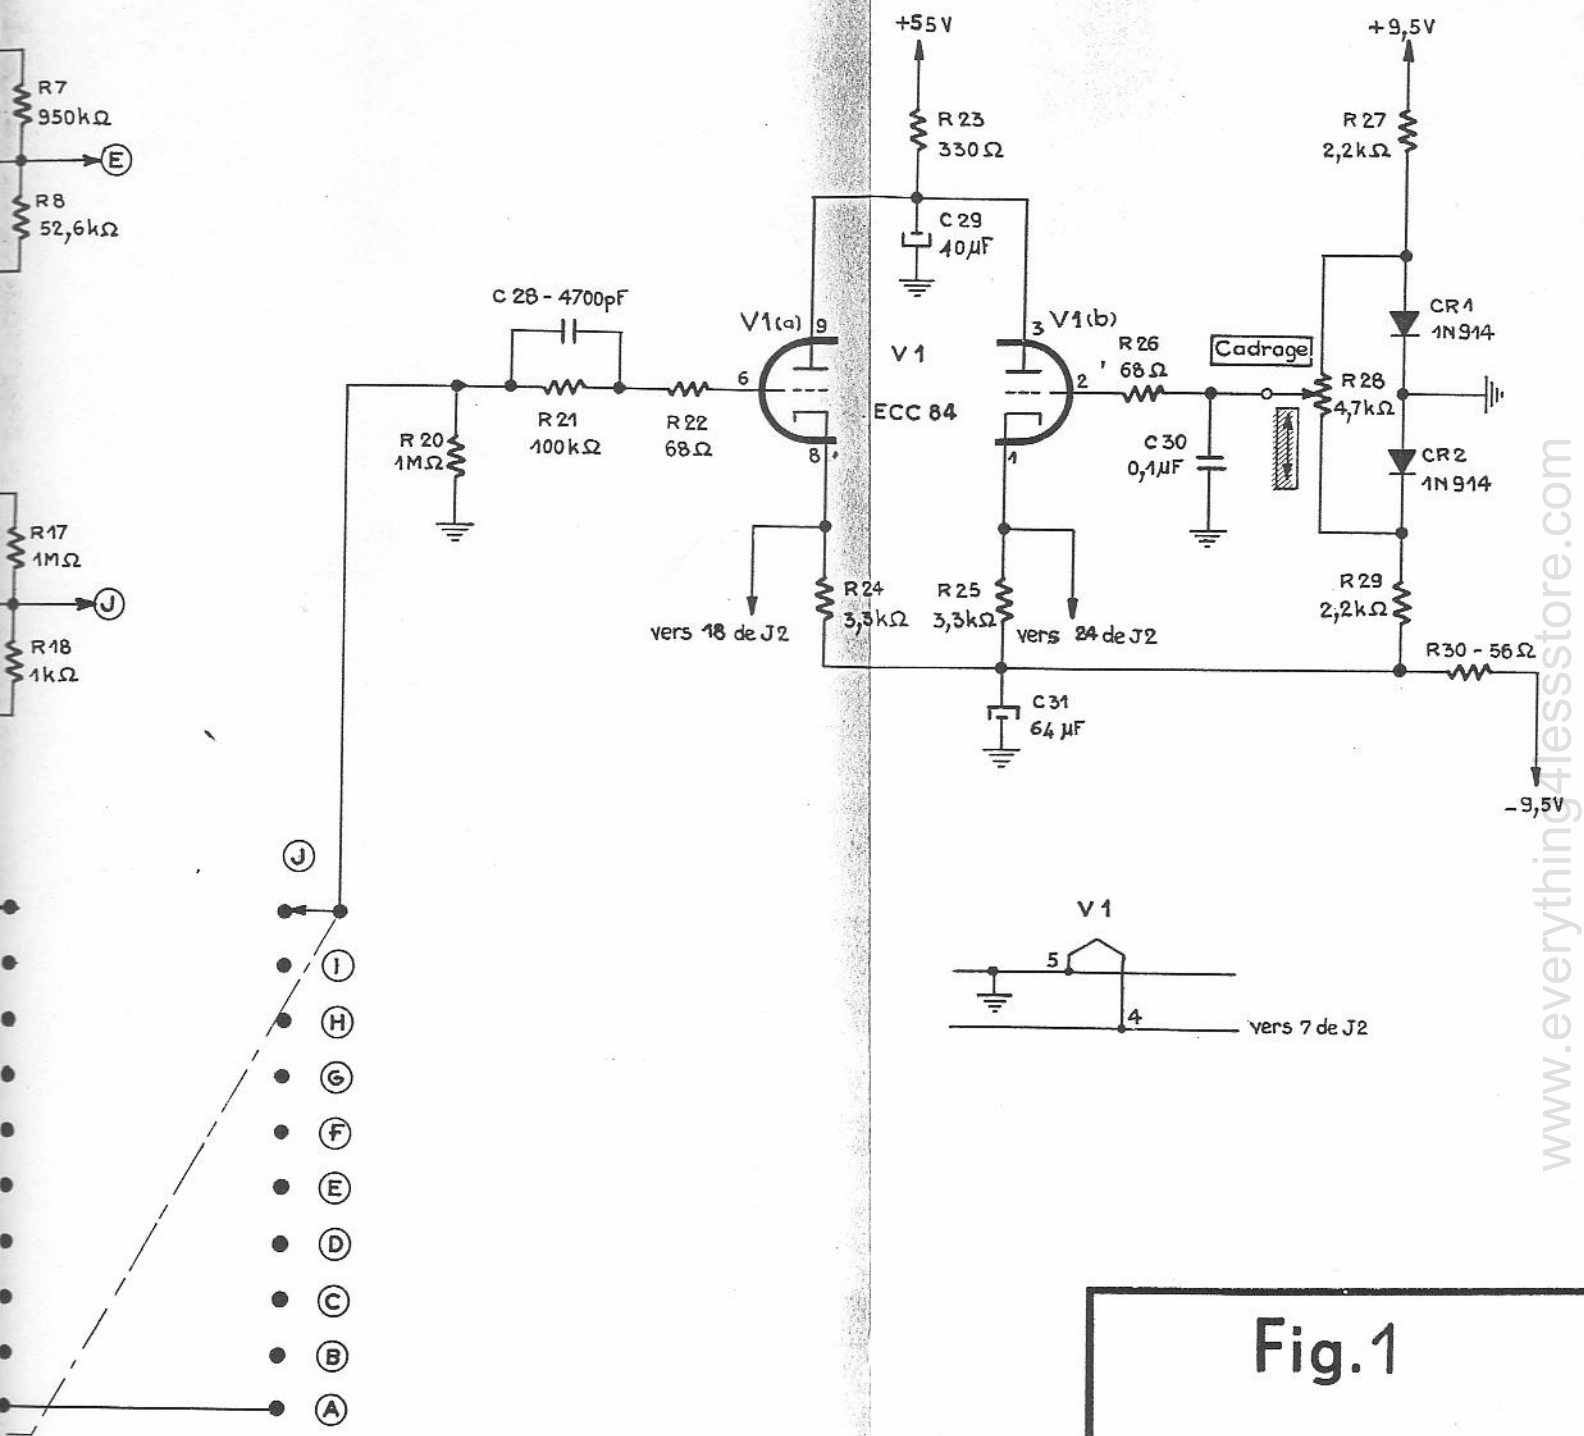 +55V
+9,5V
R7
950kΩ
E
R8
52,6kΩ
R23
330Ω
R27
2,2kΩ
C29
40µF
C28-4700pF
V1(a)
9
V1
3
V1(b)
R26
68Ω
Cadrage
CR1
1N914
6
2
R28
4,7kΩ
ECC 84
R21
100kΩ
R22
68Ω
R20
1MΩ
8
1
C30
0,1µF
CR2
1N914
R17
1MΩ
J
R18
1kΩ
R24
3,3kΩ
R25
3,3kΩ
R29
2,2kΩ
vers 18 de J2
vers 24 de J2
R30-56Ω
C31
64µF
-9,5V
J
I
H
G
F
E
D
C
B
A
V1
5
4
vers 7 de J2
Fig.1
www.everything4lessstore.com